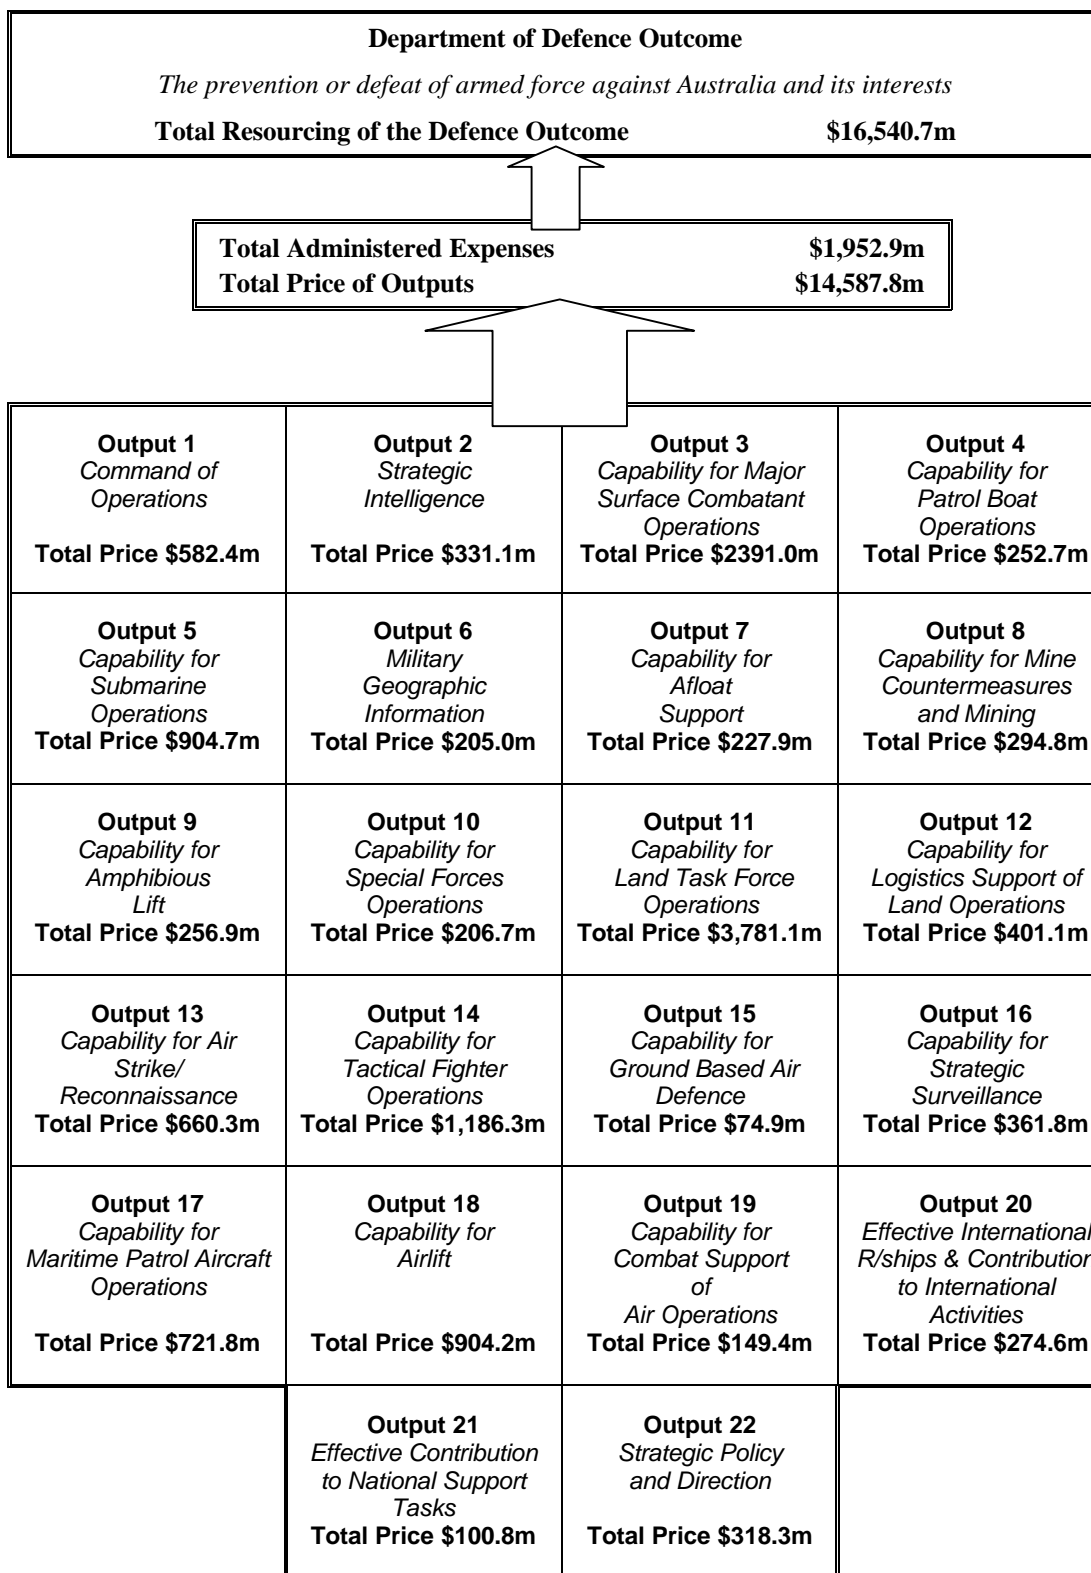 Department of Defence Outcome
The prevention or defeat of armed force against Australia and its interests
Total Resourcing of the Defence Outcome $16,540.7m
Total Administered Expenses $1,952.9m
Total Price of Outputs $14,587.8m
Output 1
Command of
Operations
Total Price $582.4m
Output 2
Strategic
Intelligence
Total Price $331.1m
Output 3
Capability for Major
Surface Combatant
Operations
Total Price $2391.0m
Output 4
Capability for
Patrol Boat
Operations
Total Price $252.7m
Output 5
Capability for
Submarine
Operations
Total Price $904.7m
Output 6
Military
Geographic
Information
Total Price $205.0m
Output 7
Capability for
Afloat
Support
Total Price $227.9m
Output 8
Capability for Mine
Countermeasures
and Mining
Total Price $294.8m
Output 9
Capability for
Amphibious
Lift
Total Price $256.9m
Output 10
Capability for
Special Forces
Operations
Total Price $206.7m
Output 11
Capability for
Land Task Force
Operations
Total Price $3,781.1m
Output 12
Capability for
Logistics Support of
Land Operations
Total Price $401.1m
Output 13
Capability for Air
Strike/
Reconnaissance
Total Price $660.3m
Output 14
Capability for
Tactical Fighter
Operations
Total Price $1,186.3m
Output 15
Capability for
Ground Based Air
Defence
Total Price $74.9m
Output 16
Capability for
Strategic
Surveillance
Total Price $361.8m
Output 17
Capability for
Maritime Patrol Aircraft
Operations
Total Price $721.8m
Output 18
Capability for
Airlift
Total Price $904.2m
Output 19
Capability for
Combat Support
of
Air Operations
Total Price $149.4m
Output 20
Effective International
R/ships & Contribution
to International
Activities
Total Price $274.6m
Output 21
Effective Contribution
to National Support
Tasks
Total Price $100.8m
Output 22
Strategic Policy
and Direction
Total Price $318.3m